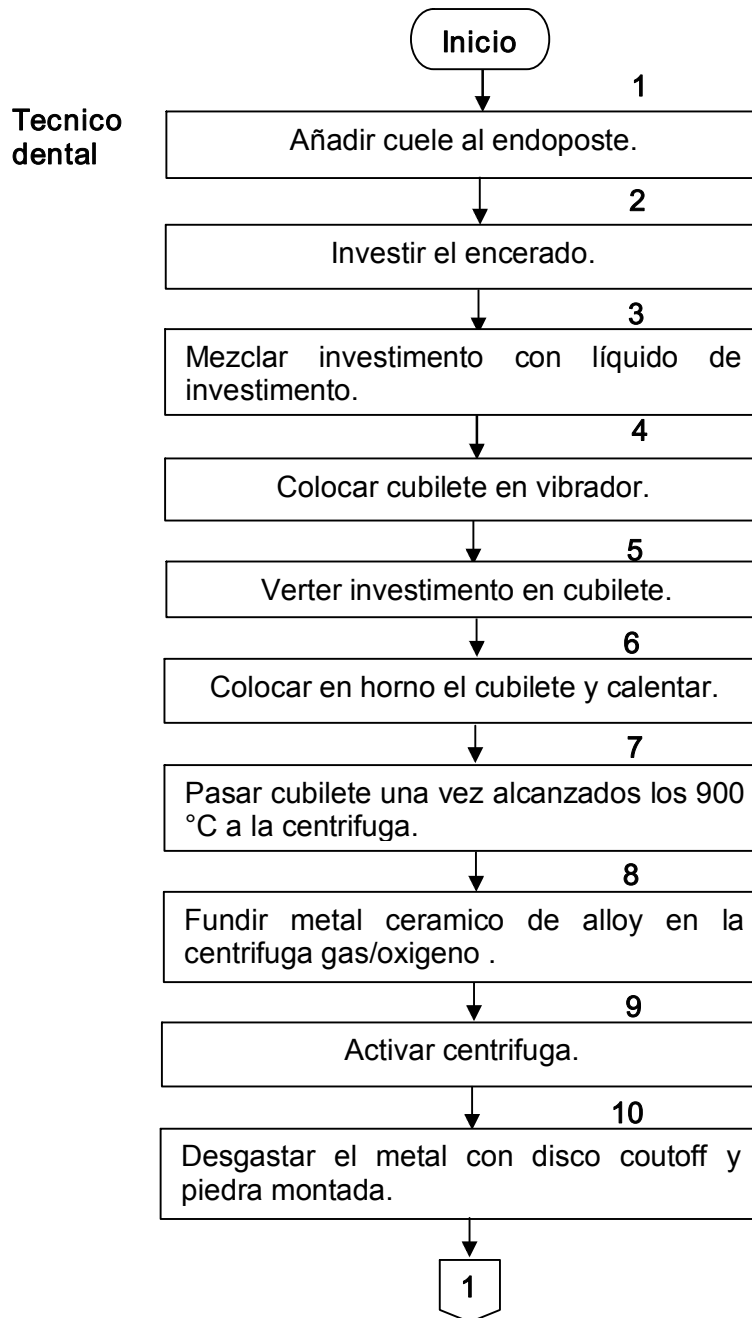 Inicio
1
Tecnico
dental
Añadir cuele al endoposte.
2
Investir el encerado.
3
Mezclar investimento con líquido de
investimento.
4
Colocar cubilete en vibrador.
5
Verter investimento en cubilete.
6
Colocar en horno el cubilete y calentar.
7
Pasar cubilete una vez alcanzados los 900
°C a la centrifuga.
8
Fundir metal ceramico de alloy en la
centrifuga gas/oxigeno .
9
Activar centrifuga.
10
Desgastar el metal con disco coutoff y
piedra montada.
1